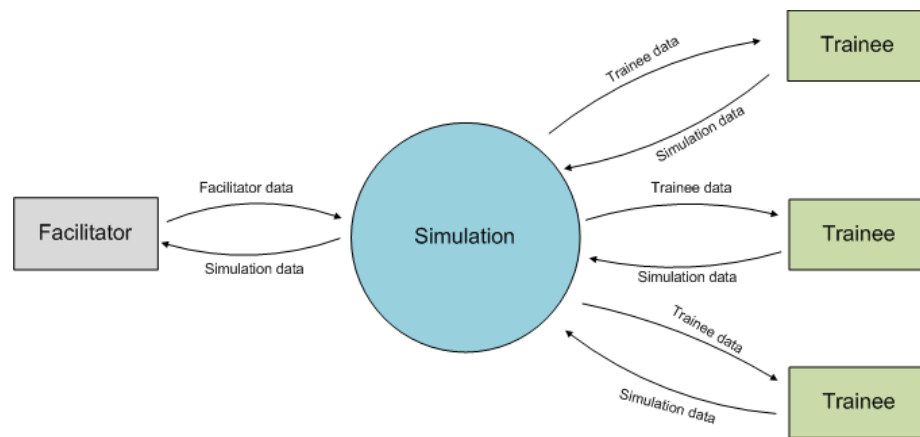 Trainee data
Trainee
Simulation data
Facilitator data
Trainee data
Facilitator
Simulation
Trainee
Simulation data
Simulation data
Trainee data
Simulation data
Trainee